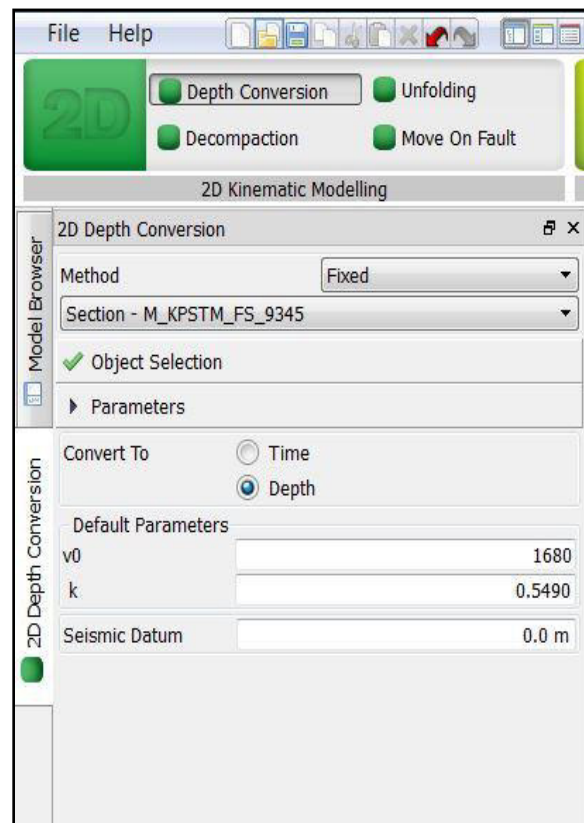 File Help
2D
Depth Conversion Unfolding
Decompaction Move On Fault
2D Kinematic Modelling
Model Browser
2D Depth Conversion
2D Depth Conversion
Method Fixed
Section - M_KPSTM_FS_9345
Object Selection
Parameters
Convert To Time
Depth
Default Parameters
v0 1680
k 0.5490
Seismic Datum 0.0 m